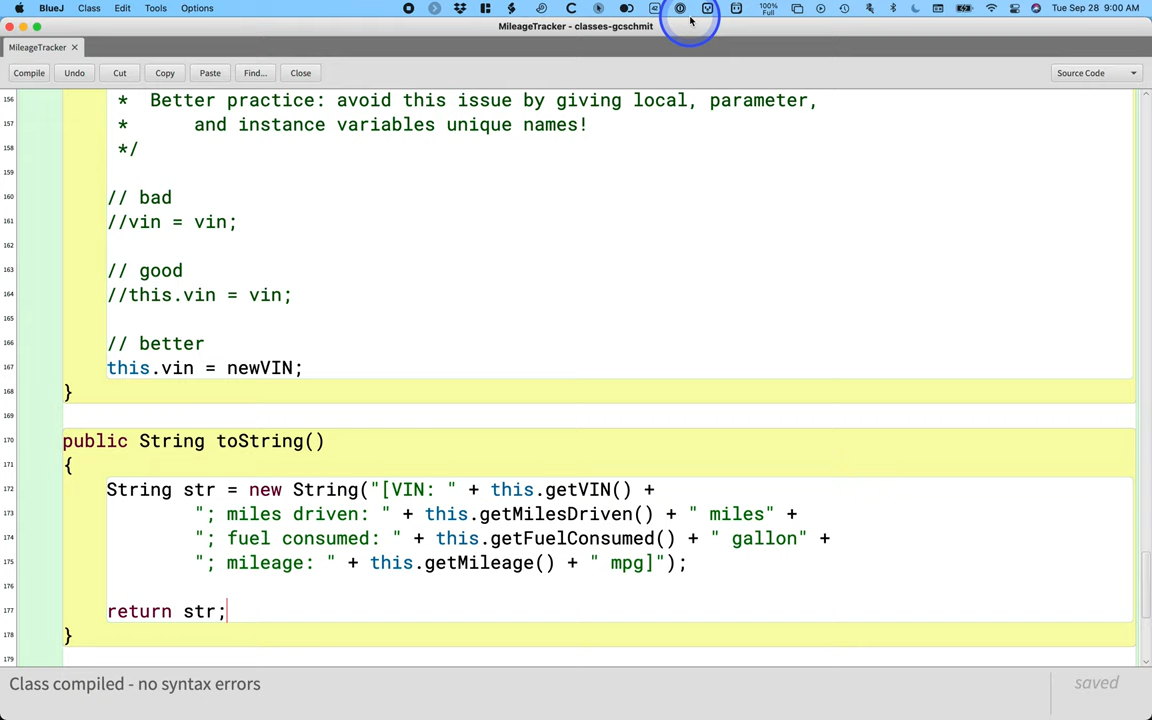 BlueJ Class Edit Tools Options 100% Full Tue Sep 28 9:00 AM
MileageTracker - classes-gcschmit
MileageTracker ×
Compile Undo Cut Copy Paste Find... Close Source Code
156 * Better practice: avoid this issue by giving local, parameter,
157 * and instance variables unique names!
158 */
159
160 // bad
161 //vin = vin;
162
163 // good
164 //this.vin = vin;
165
166 // better
167 this.vin = newVIN;
168 }
169
170 public String toString()
171 {
172 String str = new String("[VIN: " + this.getVIN() +
173 "; miles driven: " + this.getMilesDriven() + " miles" +
174 "; fuel consumed: " + this.getFuelConsumed() + " gallon" +
175 "; mileage: " + this.getMileage() + " mpg]");
176
177 return str;
178 }
179
Class compiled - no syntax errors saved